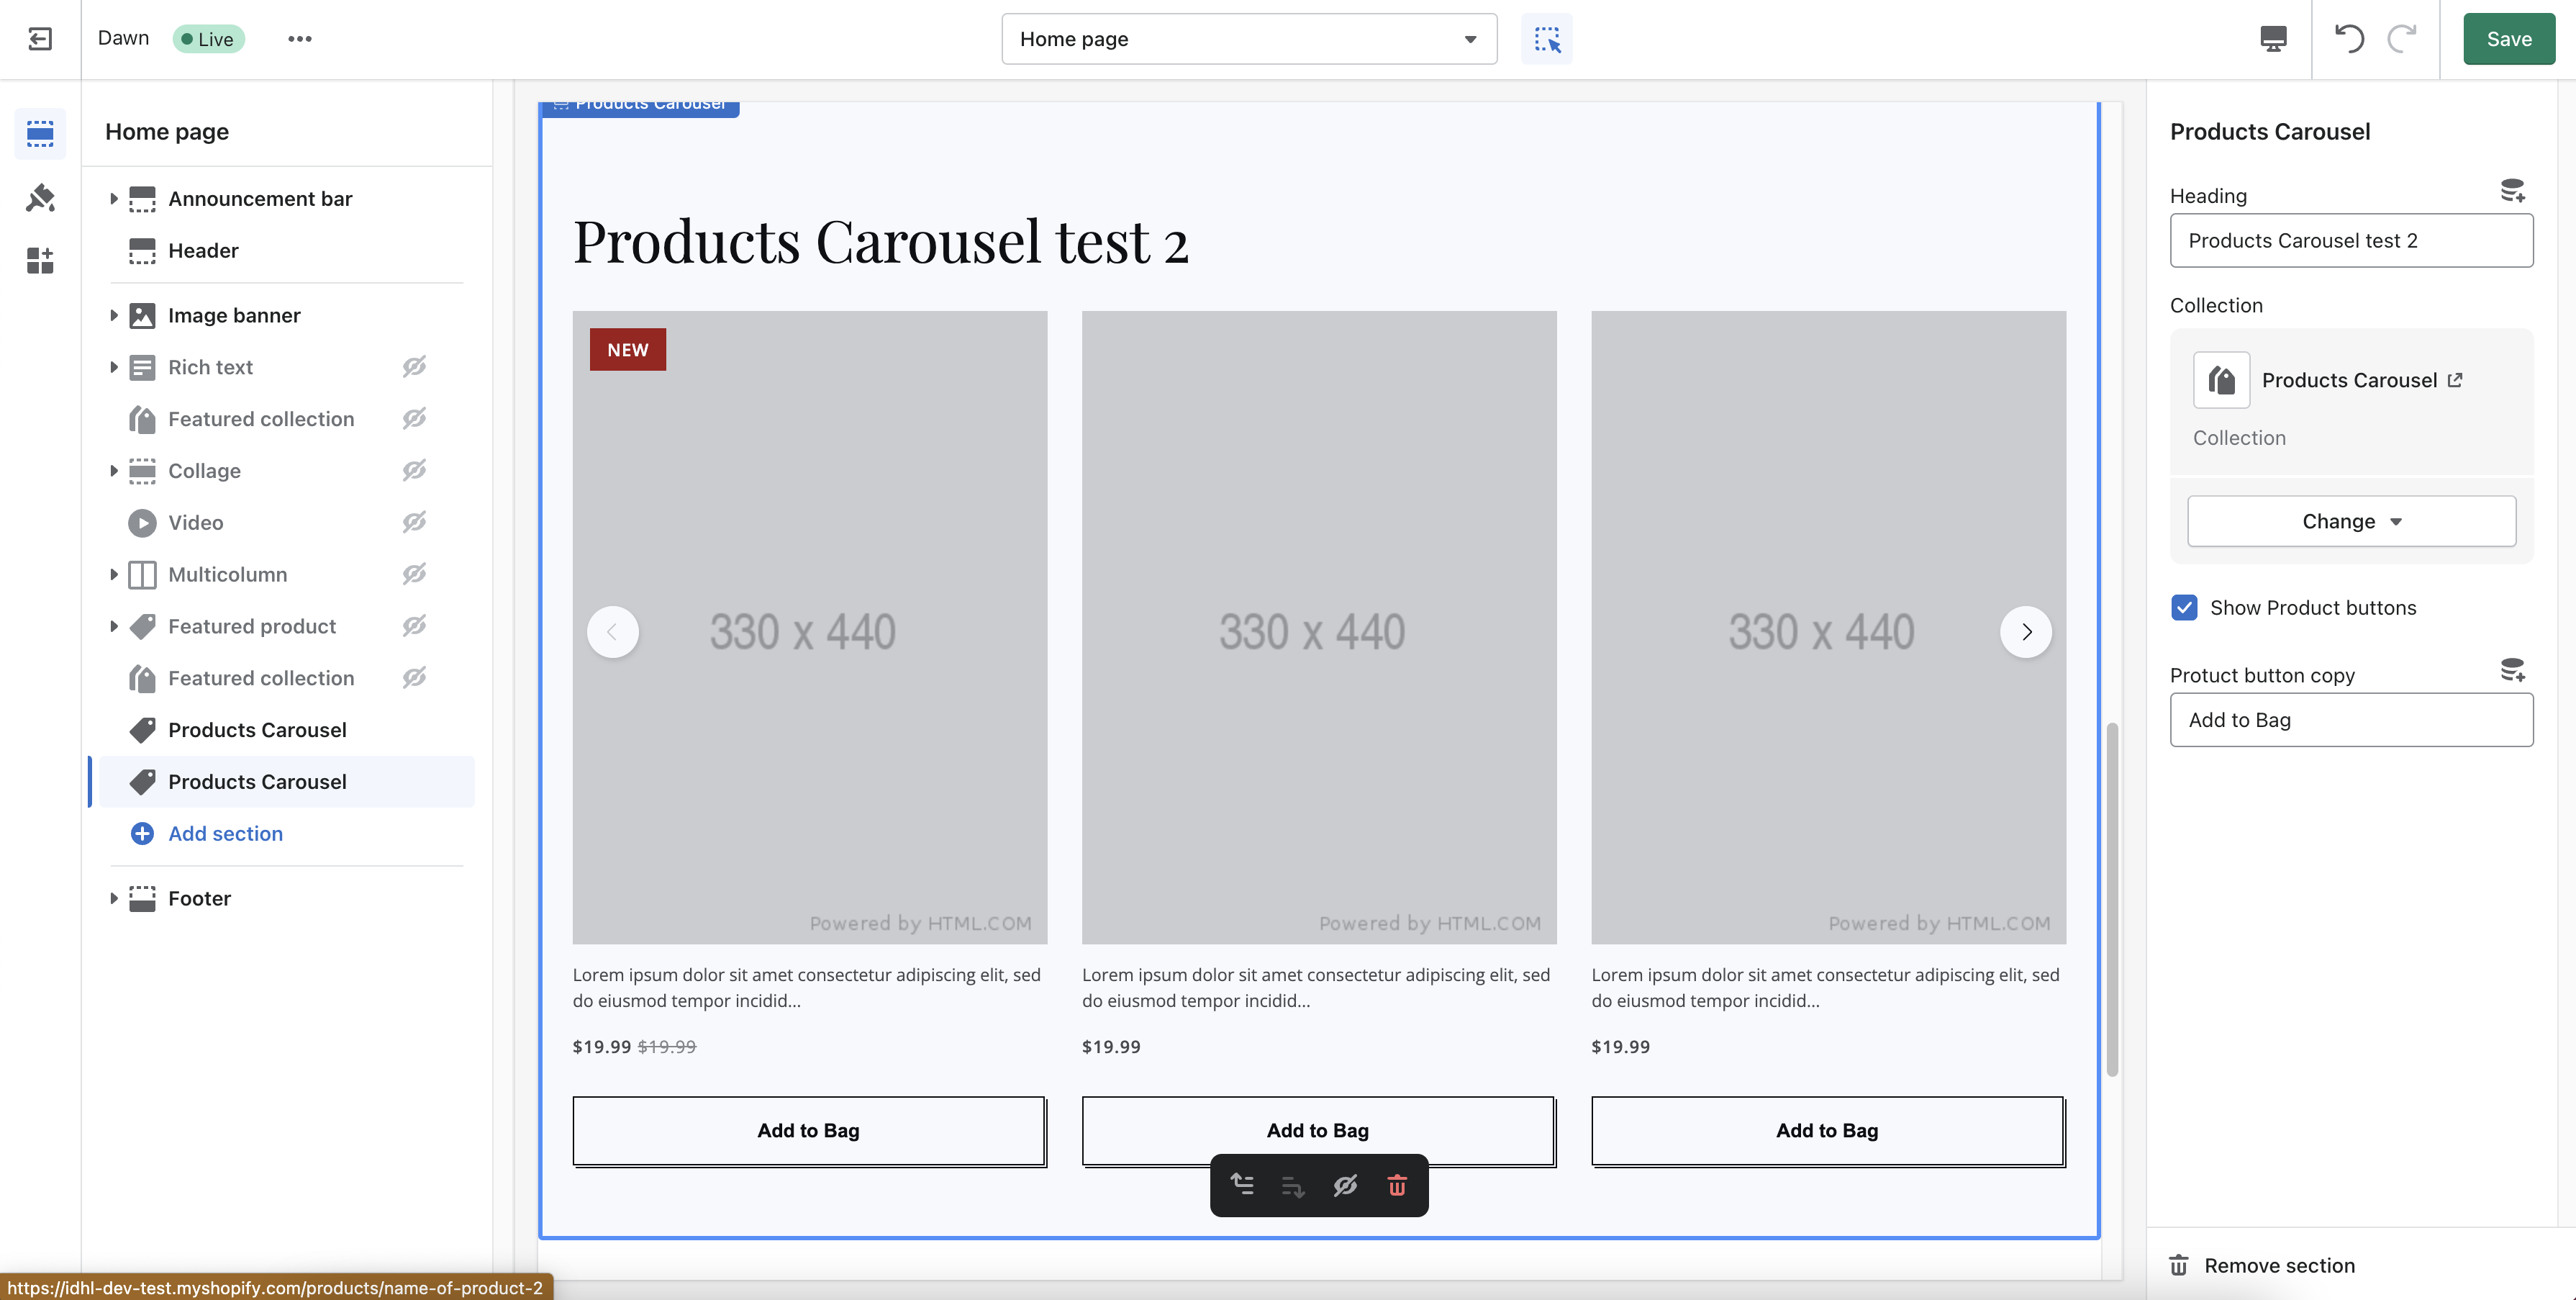 Dawn
Live
Home page
Save
Home page
Announcement bar
Header
Image banner
Rich text
Featured collection
Collage
Video
Multicolumn
Featured product
Featured collection
Products Carousel
Products Carousel
Add section
Footer
Products Carousel
Products Carousel test 2
NEW
330 x 440
Powered by HTML.COM
330 x 440
Powered by HTML.COM
330 x 440
Powered by HTML.COM
Lorem ipsum dolor sit amet consectetur adipiscing elit, sed
do eiusmod tempor incidid...
$19.99 $19.99
Add to Bag
Lorem ipsum dolor sit amet consectetur adipiscing elit, sed
do eiusmod tempor incidid...
$19.99
Add to Bag
Lorem ipsum dolor sit amet consectetur adipiscing elit, sed
do eiusmod tempor incidid...
$19.99
Add to Bag
Products Carousel
Heading
Products Carousel test 2
Collection
Products Carousel
Collection
Change
Show Product buttons
Protuct button copy
Add to Bag
Remove section
https://idhl-dev-test.myshopify.com/products/name-of-product-2